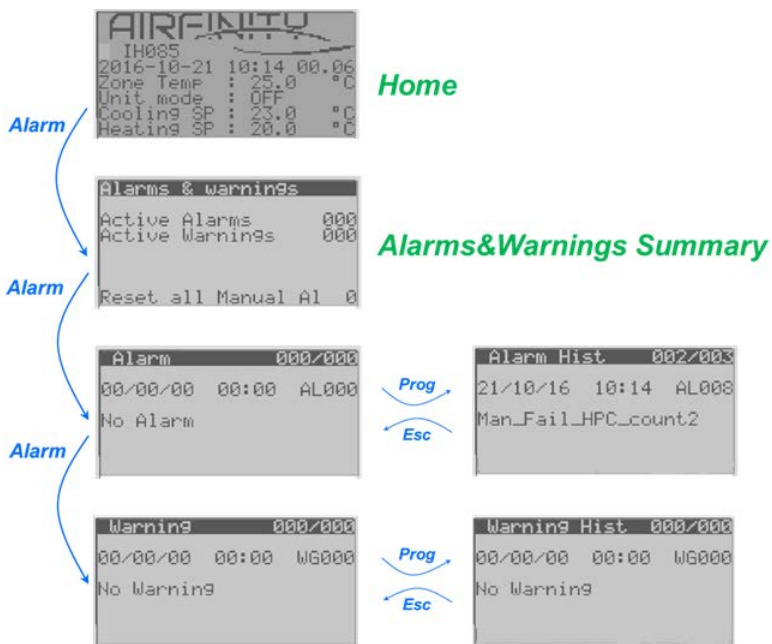 AIRFINITY
IH085
2016-10-21 10:14 00.06
Zone Temp : 25.0 °C
Unit mode : OFF
Cooling SP : 23.0 °C
Heating SP : 20.0 °C
Home
Alarm
Alarms & warnings
Active Alarms 000
Active Warnings 000
Reset all Manual Al 0
Alarms&Warnings Summary
Alarm
Alarm 000/000
00/00/00 00:00 AL000
No Alarm
Prog
Esc
Alarm Hist 002/003
21/10/16 10:14 AL008
Man_Fail_HPC_count2
Alarm
Warning 000/000
00/00/00 00:00 WG000
No Warning
Prog
Esc
Warning Hist 000/000
00/00/00 00:00 WG000
No Warning